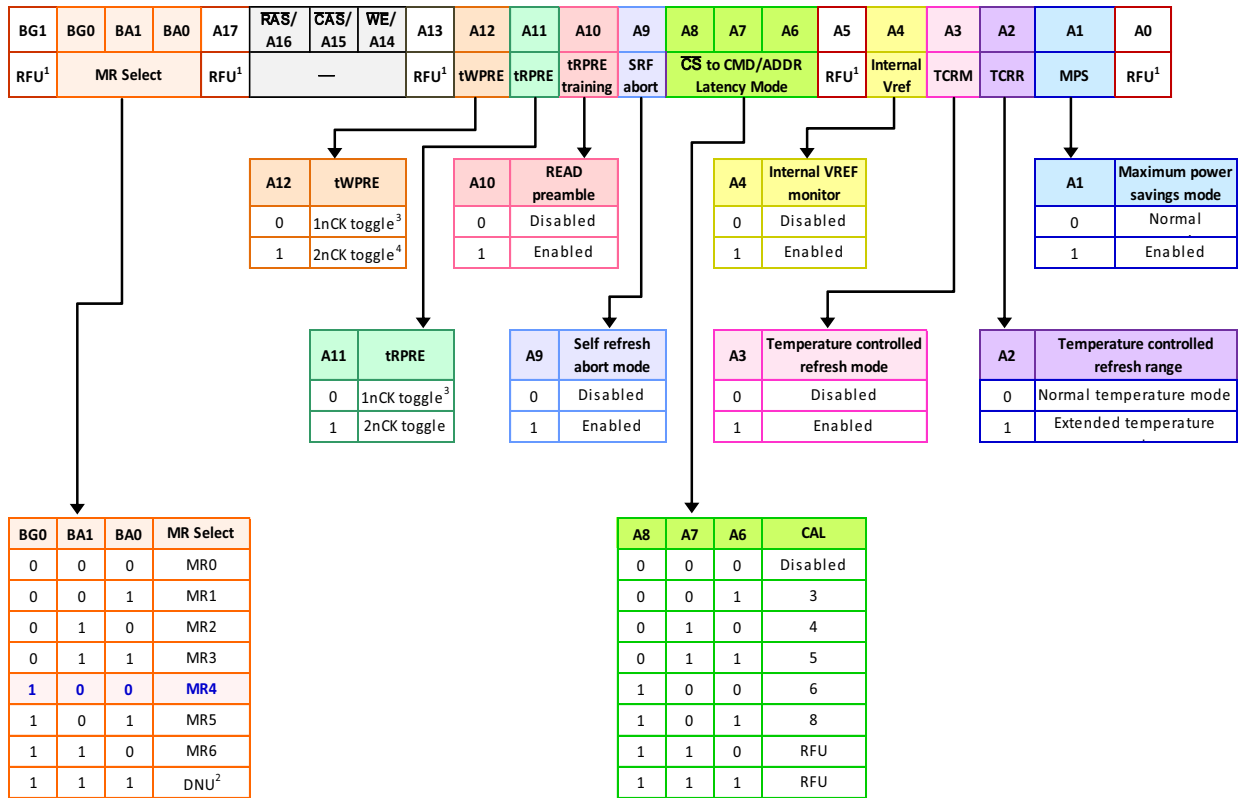 BG1 BG0 BA1 BA0 A17 RAS/ A16 CAS/ A15 WE/ A14 A13 A12 A11 A10 A9 A8 A7 A6 A5 A4 A3 A2 A1 A0
RFU¹ MR Select RFU¹ — RFU¹ tWPRE tRPRE tRPRE training SRF abort CS to CMD/ADDR Latency Mode RFU¹ Internal Vref TCRM TCRR MPS RFU¹
A12 tWPRE
0 1nCK toggle³
1 2nCK toggle⁴
A10 READ preamble
0 Disabled
1 Enabled
A4 Internal VREF monitor
0 Disabled
1 Enabled
A1 Maximum power savings mode
0 Normal
1 Enabled
A11 tRPRE
0 1nCK toggle³
1 2nCK toggle
A9 Self refresh abort mode
0 Disabled
1 Enabled
A3 Temperature controlled refresh mode
0 Disabled
1 Enabled
A2 Temperature controlled refresh range
0 Normal temperature mode
1 Extended temperature
BG0 BA1 BA0 MR Select
0 0 0 MR0
0 0 1 MR1
0 1 0 MR2
0 1 1 MR3
1 0 0 MR4
1 0 1 MR5
1 1 0 MR6
1 1 1 DNU²
A8 A7 A6 CAL
0 0 0 Disabled
0 0 1 3
0 1 0 4
0 1 1 5
1 0 0 6
1 0 1 8
1 1 0 RFU
1 1 1 RFU